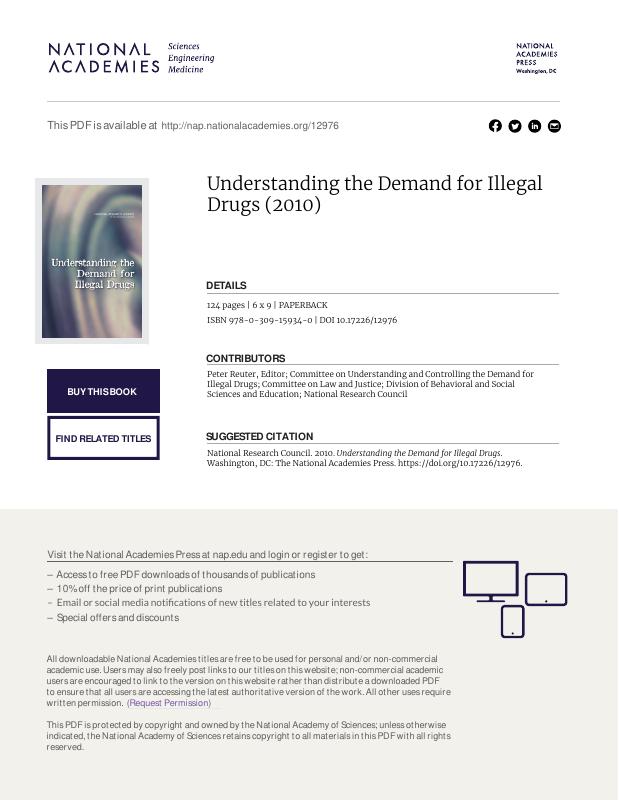 NATIONAL ACADEMIES
Sciences
Engineering
Medicine
NATIONAL
ACADEMIES
PRESS
Washington, DC
This PDF is available at http://nap.nationalacademies.org/12976
Understanding the Demand for Illegal
Drugs (2010)
Understanding the
Demand for
Illegal Drugs
DETAILS
124 pages | 6 x 9 | PAPERBACK
ISBN 978-0-309-15934-0 | DOI 10.17226/12976
CONTRIBUTORS
Peter Reuter, Editor; Committee on Understanding and Controlling the Demand for
Illegal Drugs; Committee on Law and Justice; Division of Behavioral and Social
Sciences and Education; National Research Council
BUY THIS BOOK
FIND RELATED TITLES
SUGGESTED CITATION
National Research Council. 2010. Understanding the Demand for Illegal Drugs.
Washington, DC: The National Academies Press. https://doi.org/10.17226/12976.
Visit the National Academies Press at nap.edu and login or register to get:
– Access to free PDF downloads of thousands of publications
– 10% off the price of print publications
– Email or social media notifications of new titles related to your interests
– Special offers and discounts
All downloadable National Academies titles are free to be used for personal and/or non-commercial
academic use. Users may also freely post links to our titles on this website; non-commercial academic
users are encouraged to link to the version on this website rather than distribute a downloaded PDF
to ensure that all users are accessing the latest authoritative version of the work. All other uses require
written permission. (Request Permission)
This PDF is protected by copyright and owned by the National Academy of Sciences; unless otherwise
indicated, the National Academy of Sciences retains copyright to all materials in this PDF with all rights
reserved.